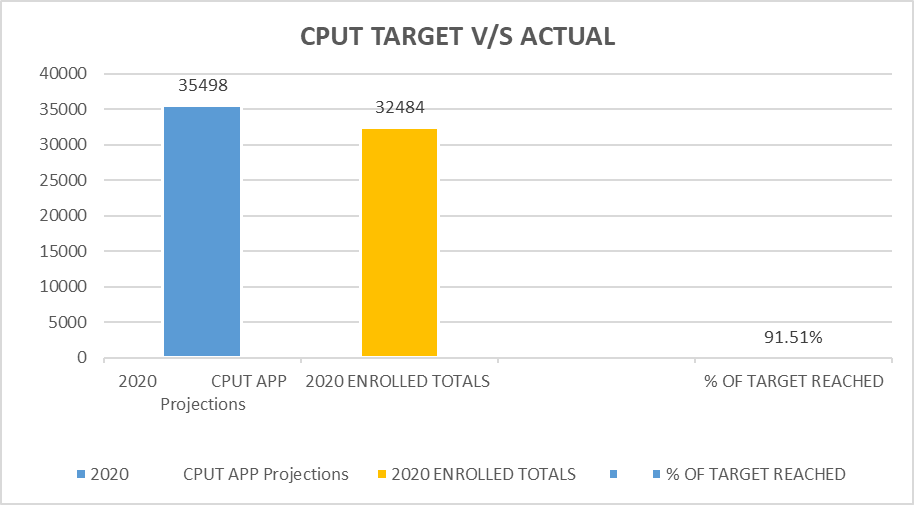 CPUT TARGET V/S ACTUAL
40000
35000
30000
25000
20000
15000
10000
5000
0
35498
32484
91.51%
2020 CPUT APP
Projections
2020 ENROLLED TOTALS
% OF TARGET REACHED
2020 CPUT APP Projections
2020 ENROLLED TOTALS
% OF TARGET REACHED